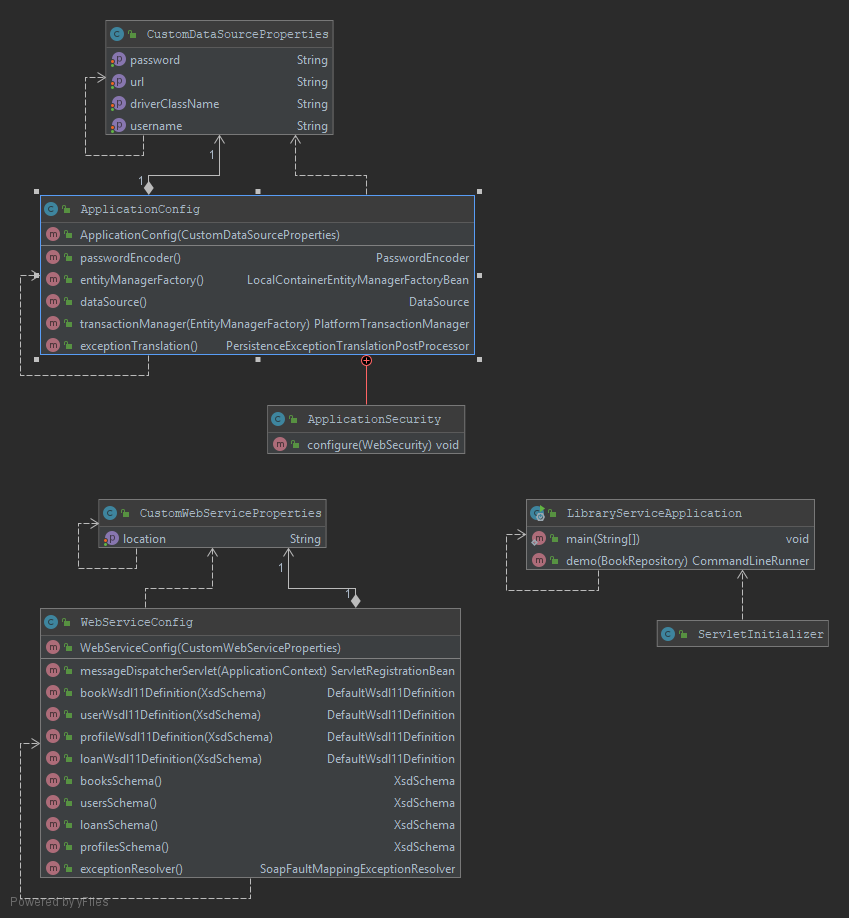 CustomDataSourceProperties
password String
url String
driverClassName String
username String
1
1
ApplicationConfig
ApplicationConfig(CustomDataSourceProperties)
passwordEncoder() PasswordEncoder
entityManagerFactory() LocalContainerEntityManagerFactoryBean
dataSource() DataSource
transactionManager(EntityManagerFactory) PlatformTransactionManager
exceptionTranslation() PersistenceExceptionTranslationPostProcessor
ApplicationSecurity
configure(WebSecurity) void
CustomWebServiceProperties
location String
1
1
LibraryServiceApplication
main(String[]) void
demo(BookRepository) CommandLineRunner
ServletInitializer
WebServiceConfig
WebServiceConfig(CustomWebServiceProperties)
messageDispatcherServlet(ApplicationContext) ServletRegistrationBean
bookWsdl11Definition(XsdSchema) DefaultWsdl11Definition
userWsdl11Definition(XsdSchema) DefaultWsdl11Definition
profileWsdl11Definition(XsdSchema) DefaultWsdl11Definition
loanWsdl11Definition(XsdSchema) DefaultWsdl11Definition
booksSchema() XsdSchema
usersSchema() XsdSchema
loansSchema() XsdSchema
profilesSchema() XsdSchema
exceptionResolver() SoapFaultMappingExceptionResolver
Powered by yFiles